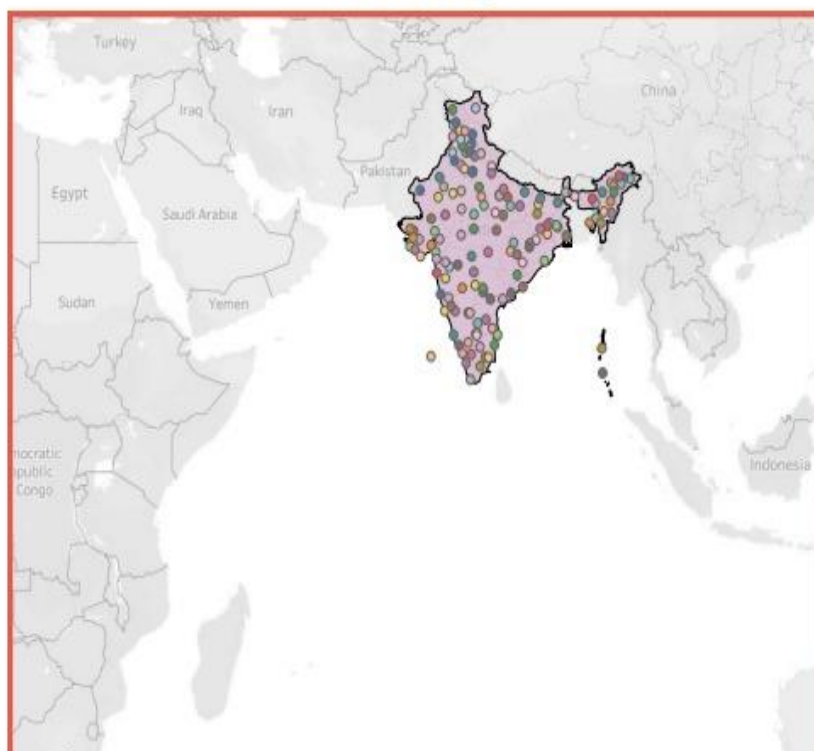 Turkey
China
Iraq
Iran
Pakistan
Egypt
Saudi Arabia
Sudan
Yemen
mocratic
public
Congo
Indonesia